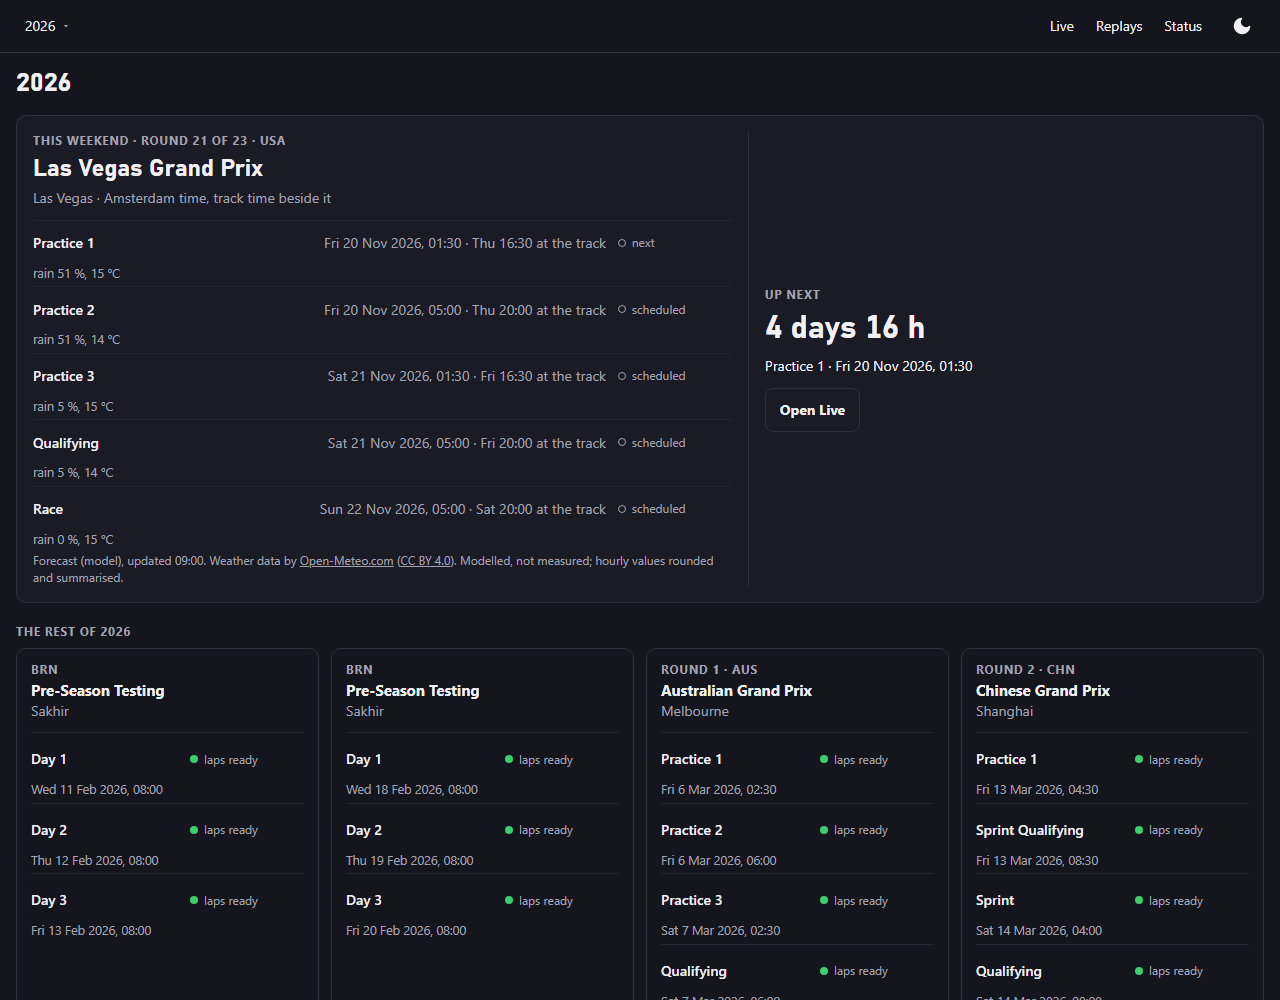 2026
Live Replays Status
2026
THIS WEEKEND · ROUND 21 OF 23 · USA
Las Vegas Grand Prix
Las Vegas · Amsterdam time, track time beside it
Practice 1 Fri 20 Nov 2026, 01:30 · Thu 16:30 at the track next
rain 51 %, 15 °C
Practice 2 Fri 20 Nov 2026, 05:00 · Thu 20:00 at the track scheduled
rain 51 %, 14 °C
Practice 3 Sat 21 Nov 2026, 01:30 · Fri 16:30 at the track scheduled
rain 5 %, 15 °C
Qualifying Sat 21 Nov 2026, 05:00 · Fri 20:00 at the track scheduled
rain 5 %, 14 °C
Race Sun 22 Nov 2026, 05:00 · Sat 20:00 at the track scheduled
rain 0 %, 15 °C
Forecast (model), updated 09:00. Weather data by Open-Meteo.com (CC BY 4.0). Modelled, not measured; hourly values rounded
and summarised.
UP NEXT
4 days 16 h
Practice 1 · Fri 20 Nov 2026, 01:30
Open Live
THE REST OF 2026
BRN
Pre-Season Testing
Sakhir
Day 1 laps ready
Wed 11 Feb 2026, 08:00
Day 2 laps ready
Thu 12 Feb 2026, 08:00
Day 3 laps ready
Fri 13 Feb 2026, 08:00
BRN
Pre-Season Testing
Sakhir
Day 1 laps ready
Wed 18 Feb 2026, 08:00
Day 2 laps ready
Thu 19 Feb 2026, 08:00
Day 3 laps ready
Fri 20 Feb 2026, 08:00
ROUND 1 · AUS
Australian Grand Prix
Melbourne
Practice 1 laps ready
Fri 6 Mar 2026, 02:30
Practice 2 laps ready
Fri 6 Mar 2026, 06:00
Practice 3 laps ready
Sat 7 Mar 2026, 02:30
Qualifying laps ready
Sat 7 Mar 2026, 06:00
ROUND 2 · CHN
Chinese Grand Prix
Shanghai
Practice 1 laps ready
Fri 13 Mar 2026, 04:30
Sprint Qualifying laps ready
Fri 13 Mar 2026, 08:30
Sprint laps ready
Sat 14 Mar 2026, 04:00
Qualifying laps ready
Sat 14 Mar 2026, 08:00